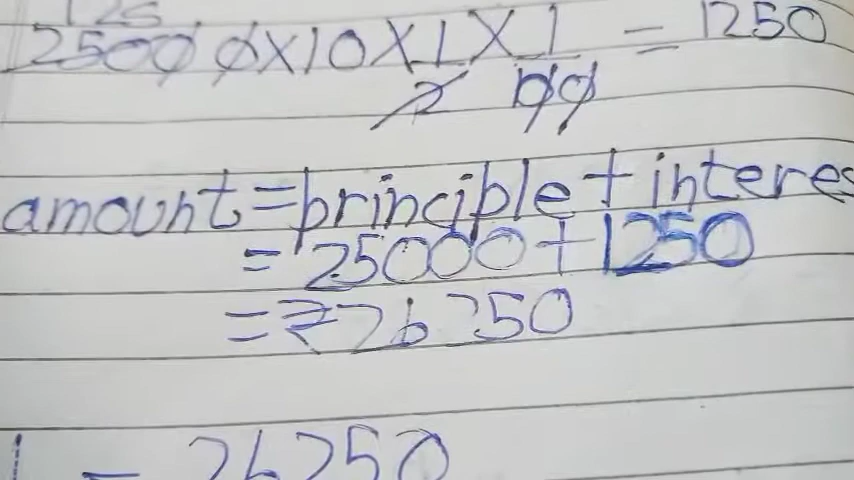 125
25000 × 10 × 1 × 1 = 1250
2 100
amount = principle + interes
= 25000 + 1250
= ₹26250
= 26250